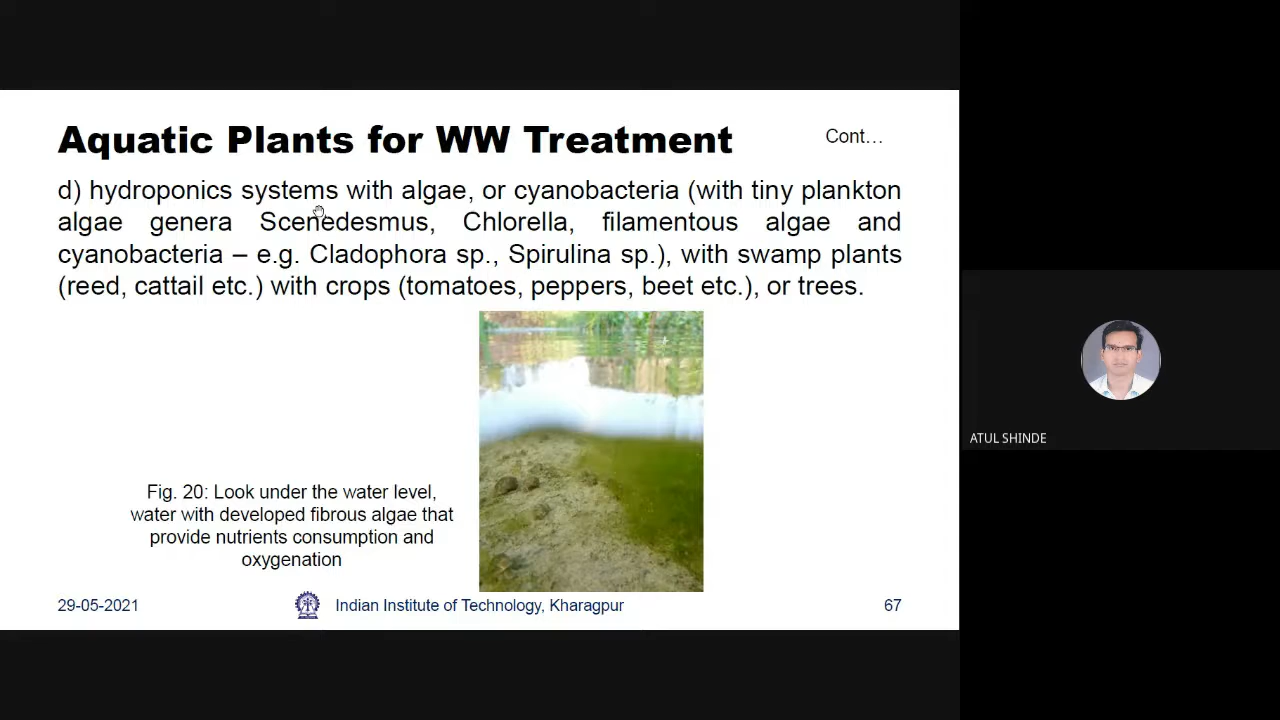 Aquatic Plants for WW Treatment
Cont...
d) hydroponics systems with algae, or cyanobacteria (with tiny plankton
algae genera Scenedesmus, Chlorella, filamentous algae and
cyanobacteria – e.g. Cladophora sp., Spirulina sp.), with swamp plants
(reed, cattail etc.) with crops (tomatoes, peppers, beet etc.), or trees.
Fig. 20: Look under the water level,
water with developed fibrous algae that
provide nutrients consumption and
oxygenation
29-05-2021
Indian Institute of Technology, Kharagpur
67
ATUL SHINDE